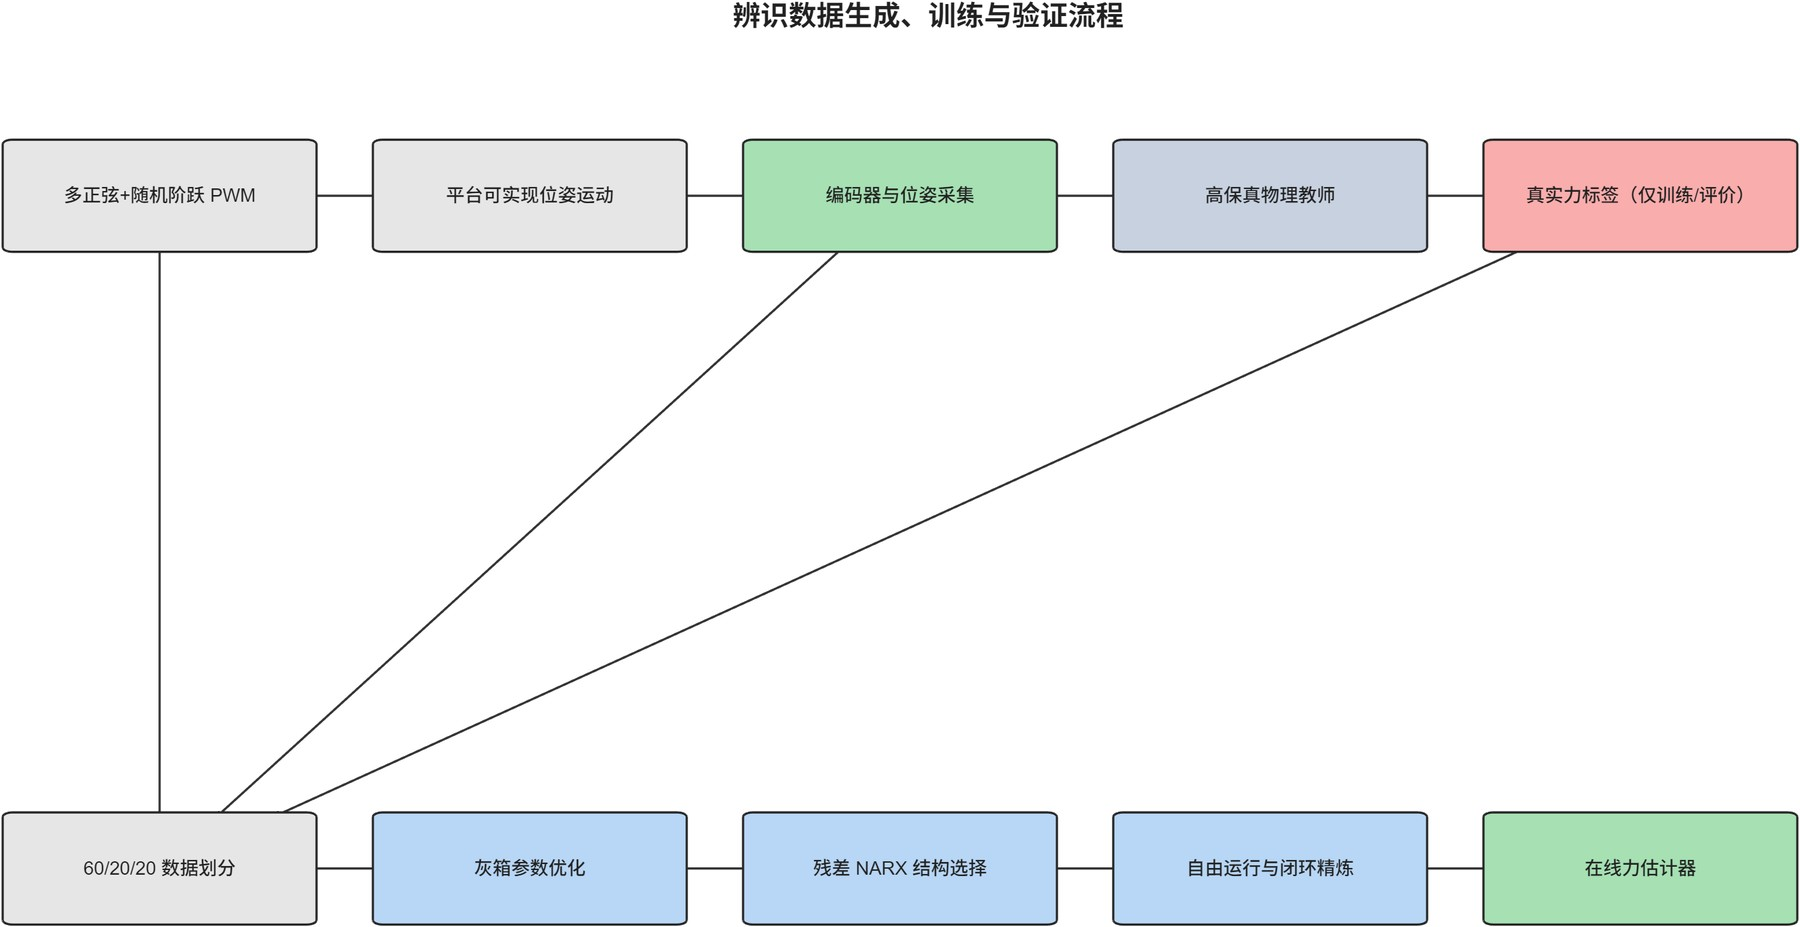 辨识数据生成、训练与验证流程
多正弦+随机阶跃 PWM
平台可实现位姿运动
编码器与位姿采集
高保真物理教师
真实力标签（仅训练/评价）
60/20/20 数据划分
灰箱参数优化
残差 NARX 结构选择
自由运行与闭环精炼
在线力估计器